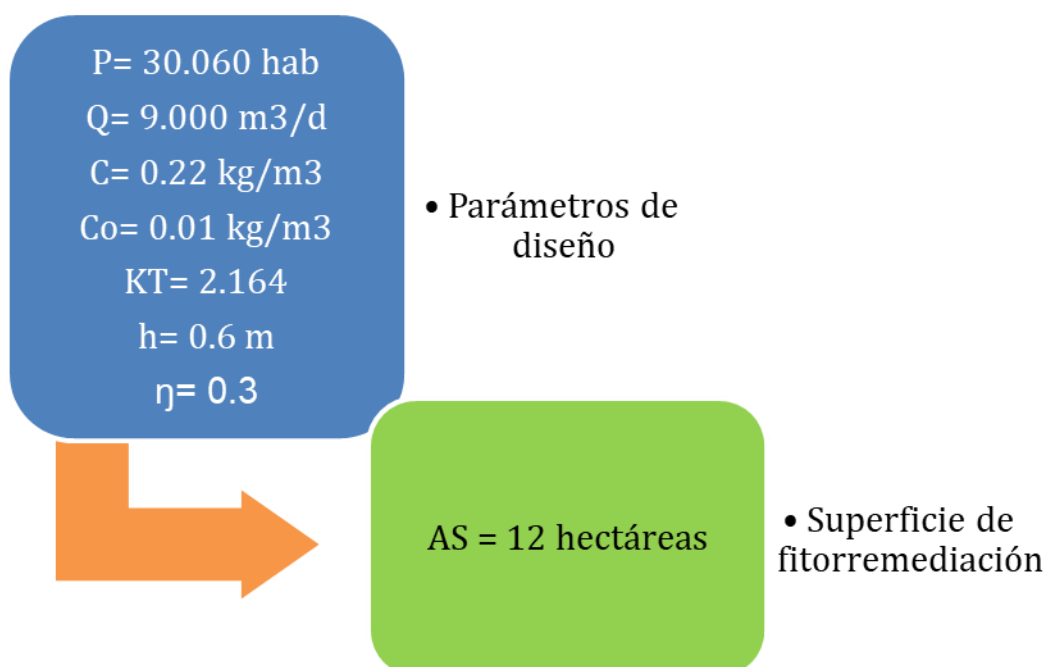 P= 30.060 hab
Q= 9.000 m3/d
C= 0.22 kg/m3
Co= 0.01 kg/m3
KT= 2.164
h= 0.6 m
ŋ= 0.3
• Parámetros de
diseño
AS = 12 hectáreas
• Superficie de
fitorremediación